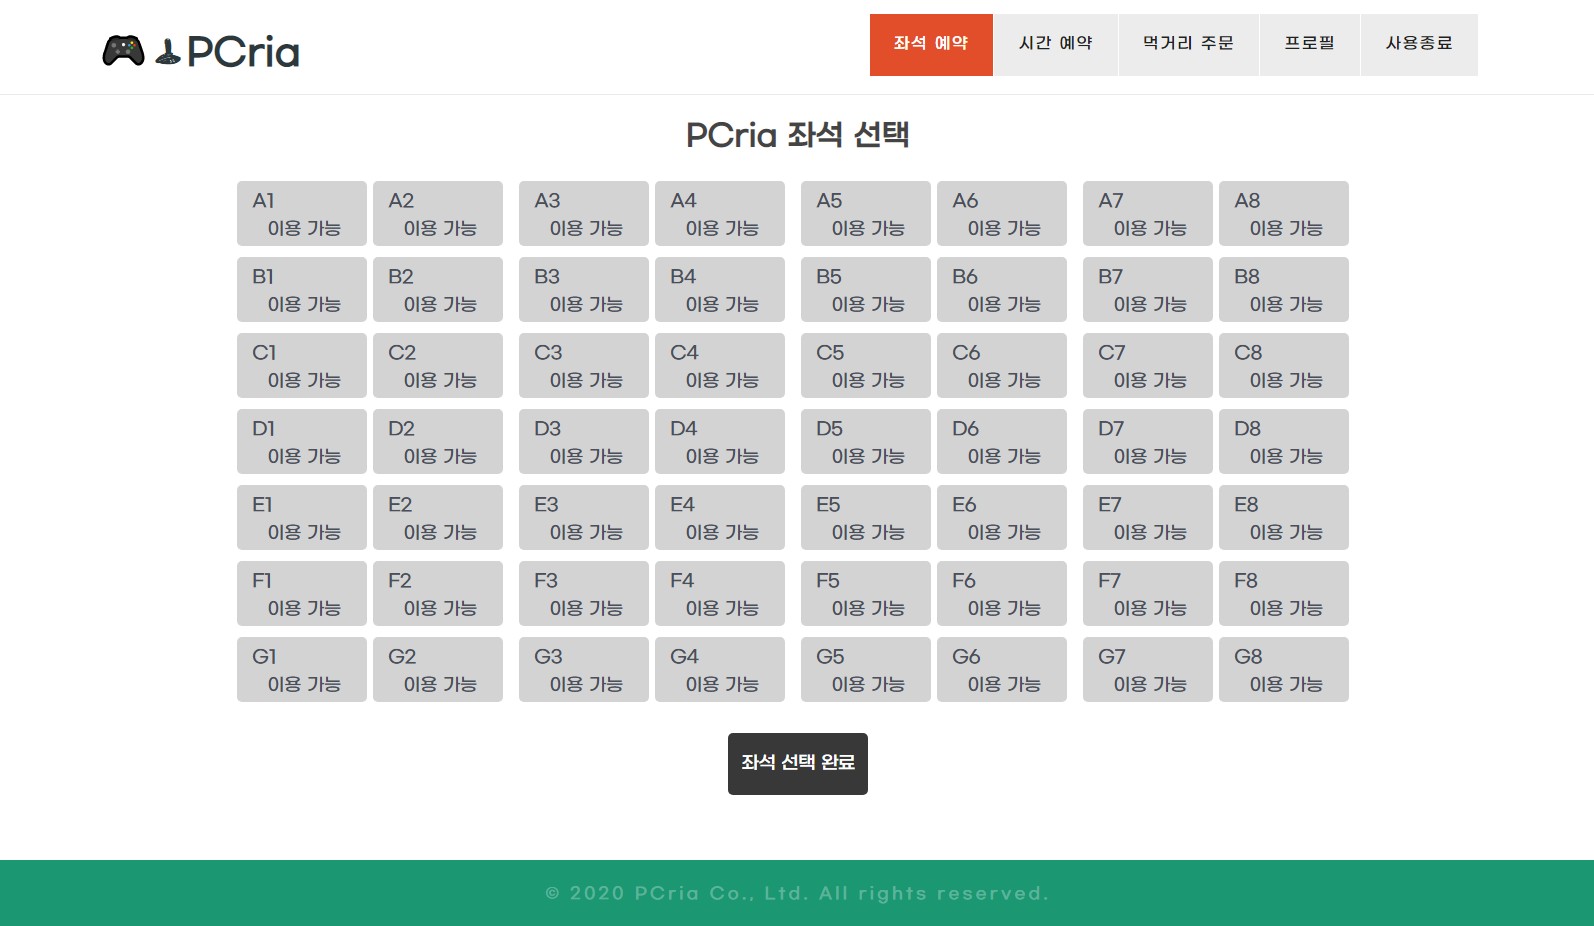 PCria
좌석 예약 시간 예약 먹거리 주문 프로필 사용종료
PCria 좌석 선택
A1 A2 A3 A4 A5 A6 A7 A8
이용 가능 이용 가능 이용 가능 이용 가능 이용 가능 이용 가능 이용 가능 이용 가능
B1 B2 B3 B4 B5 B6 B7 B8
이용 가능 이용 가능 이용 가능 이용 가능 이용 가능 이용 가능 이용 가능 이용 가능
C1 C2 C3 C4 C5 C6 C7 C8
이용 가능 이용 가능 이용 가능 이용 가능 이용 가능 이용 가능 이용 가능 이용 가능
D1 D2 D3 D4 D5 D6 D7 D8
이용 가능 이용 가능 이용 가능 이용 가능 이용 가능 이용 가능 이용 가능 이용 가능
E1 E2 E3 E4 E5 E6 E7 E8
이용 가능 이용 가능 이용 가능 이용 가능 이용 가능 이용 가능 이용 가능 이용 가능
F1 F2 F3 F4 F5 F6 F7 F8
이용 가능 이용 가능 이용 가능 이용 가능 이용 가능 이용 가능 이용 가능 이용 가능
G1 G2 G3 G4 G5 G6 G7 G8
이용 가능 이용 가능 이용 가능 이용 가능 이용 가능 이용 가능 이용 가능 이용 가능
좌석 선택 완료
© 2020 PCria Co., Ltd. All rights reserved.